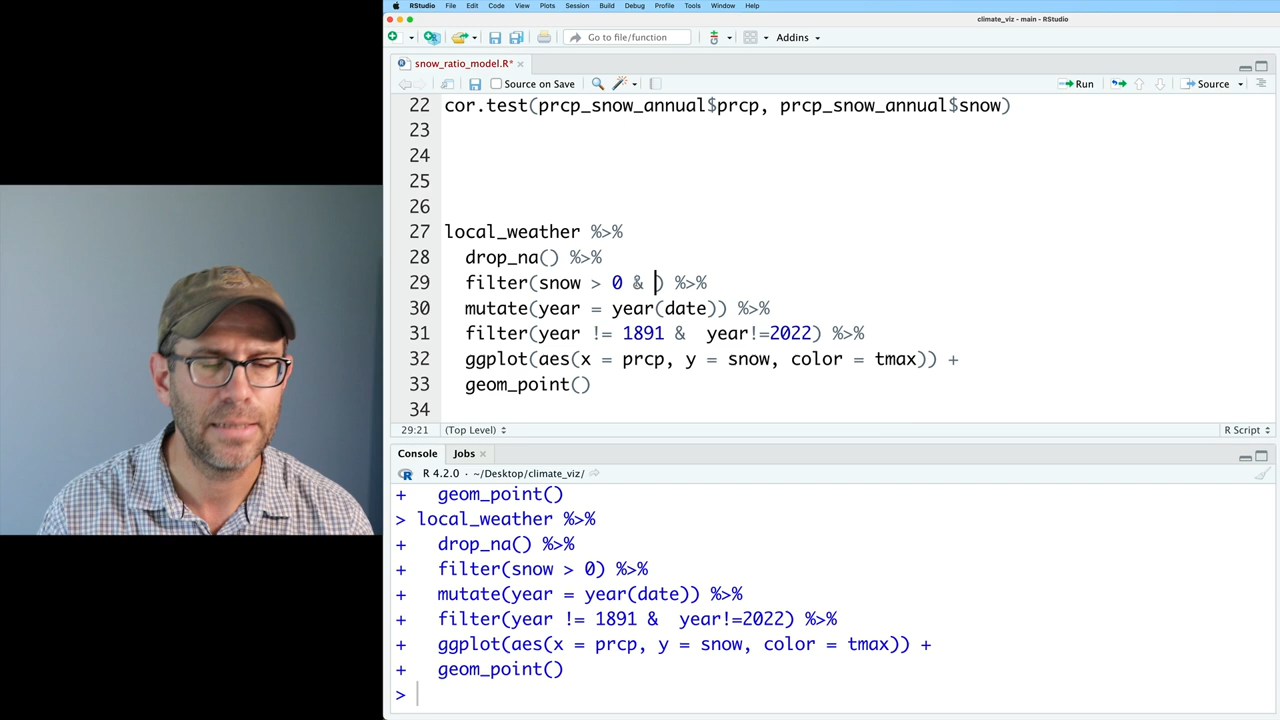 RStudio File Edit Code View Plots Session Build Debug Profile Tools Window Help
climate_viz - main - RStudio
Go to file/function Addins
snow_ratio_model.R*
Source on Save Run Source
22 cor.test(prcp_snow_annual$prcp, prcp_snow_annual$snow)
23
24
25
26
27 local_weather %>%
28 drop_na() %>%
29 filter(snow > 0 & ) %>%
30 mutate(year = year(date)) %>%
31 filter(year != 1891 &  year!=2022) %>%
32 ggplot(aes(x = prcp, y = snow, color = tmax)) +
33 geom_point()
34
29:21 (Top Level) R Script
Console Jobs
R 4.2.0 · ~/Desktop/climate_viz/
+ geom_point()
> local_weather %>%
+ drop_na() %>%
+ filter(snow > 0) %>%
+ mutate(year = year(date)) %>%
+ filter(year != 1891 &  year!=2022) %>%
+ ggplot(aes(x = prcp, y = snow, color = tmax)) +
+ geom_point()
>